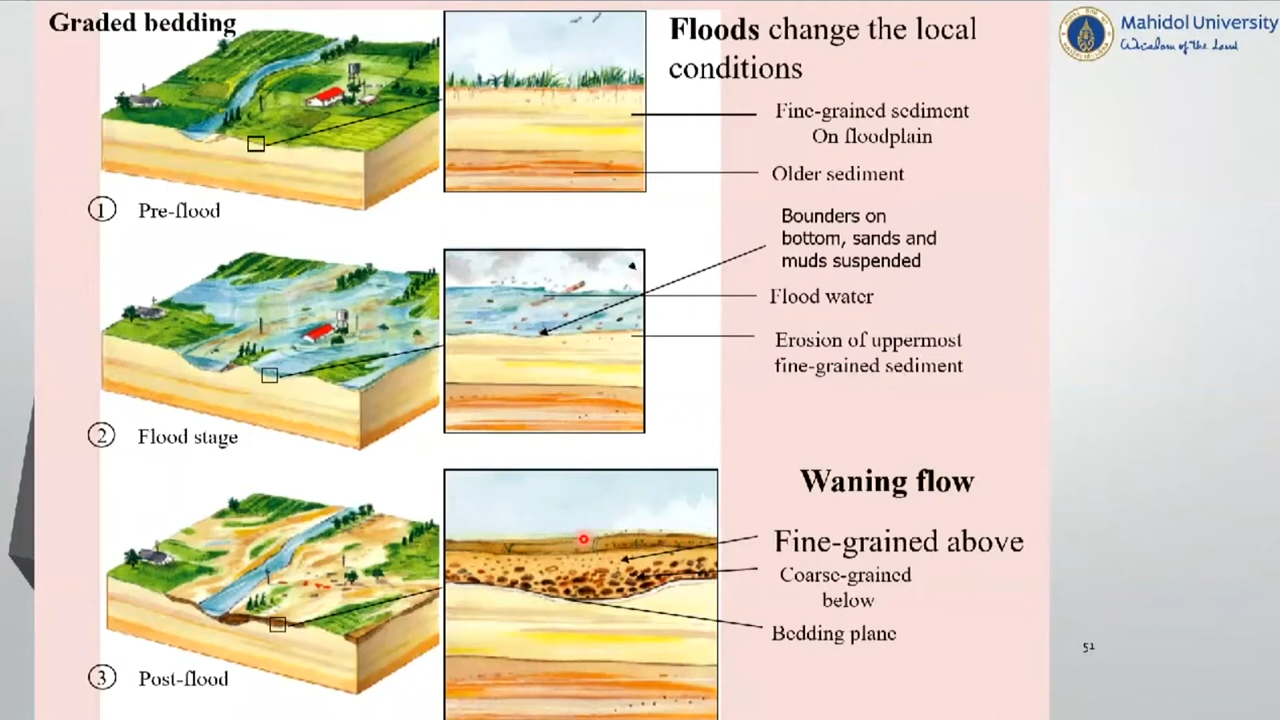 Graded bedding
Floods change the local
conditions
Mahidol University
Wisdom of the Land
Fine-grained sediment
On floodplain
Older sediment
1 Pre-flood
Bounders on
bottom, sands and
muds suspended
Flood water
Erosion of uppermost
fine-grained sediment
2 Flood stage
Waning flow
Fine-grained above
Coarse-grained
below
Bedding plane
3 Post-flood
51